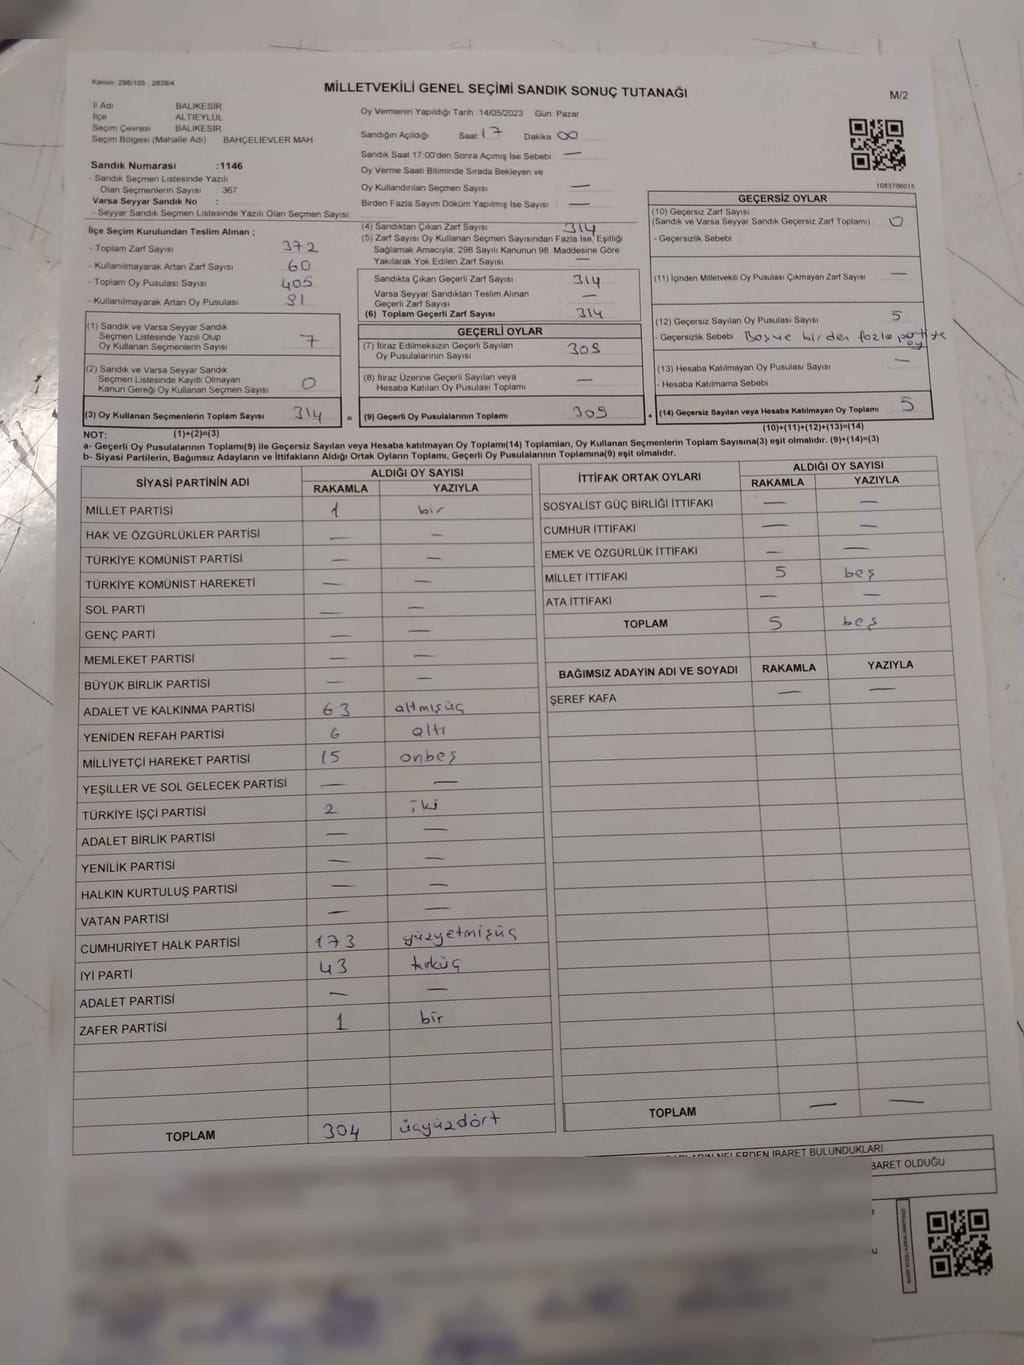 Kanun: 298/105 , 2839/4
MİLLETVEKİLİ GENEL SEÇİMİ SANDIK SONUÇ TUTANAĞI
M/2
İl Adı BALIKESİR
İlçe ALTIEYLÜL
Seçim Çevresi BALIKESİR
Seçim Bölgesi (Mahalle Adı) BAHÇELİEVLER MAH.
Sandık Numarası :1146
- Sandık Seçmen Listesinde Yazılı
Olan Seçmenlerin Sayısı : 367
Varsa Seyyar Sandık No :
- Seyyar Sandık Seçmen Listesinde Yazılı Olan Seçmen Sayısı:
Oy Vermenin Yapıldığı Tarih :14/05/2023 Gün: Pazar
Sandığın Açıldığı Saat 17 Dakika 00
Sandık Saat 17:00'den Sonra Açımış İse Sebebi —
Oy Verme Saati Bitiminde Sırada Bekleyen ve
Oy Kullandırılan Seçmen Sayısı —
Birden Fazla Sayım Döküm Yapılmış İse Sayısı —
1083706015
İlçe Seçim Kurulundan Teslim Alınan ;
- Toplam Zarf Sayısı 372
- Kullanılmayarak Artan Zarf Sayısı 60
- Toplam Oy Pusulası Sayısı 405
- Kullanılmayarak Artan Oy Pusulası 91
(1) Sandık ve Varsa Seyyar Sandık
Seçmen Listesinde Yazılı Olup
Oy Kullanan Seçmenlerin Sayısı 7
(2) Sandık ve Varsa Seyyar Sandık
Seçmen Listesinde Kayıtlı Olmayan
Kanun Gereği Oy Kullanan Seçmen Sayısı 0
(3) Oy Kullanan Seçmenlerin Toplam Sayısı 314 =
(1)+(2)=(3)
(4) Sandıktan Çıkan Zarf Sayısı 314
(5) Zarf Sayısı Oy Kullanan Seçmen Sayısından Fazla İse, Eşitliği
Sağlamak Amacıyla, 298 Sayılı Kanunun 98. Maddesine Göre
Yakılarak Yok Edilen Zarf Sayısı
Sandıkta Çıkan Geçerli Zarf Sayısı 314
Varsa Seyyar Sandıktan Teslim Alınan
Geçerli Zarf Sayısı —
(6) Toplam Geçerli Zarf Sayısı 314
GEÇERLİ OYLAR
(7) İtiraz Edilmeksizin Geçerli Sayılan
Oy Pusulalarının Sayısı 309
(8) İtiraz Üzerine Geçerli Sayılan veya
Hesaba Katılan Oy Pusulası Toplamı —
(9) Geçerli Oy Pusulalarının Toplamı 309 +
GEÇERSİZ OYLAR
(10) Geçersiz Zarf Sayısı
(Sandık ve Varsa Seyyar Sandık Geçersiz Zarf Toplamı) 0
- Geçersizlik Sebebi :
(11) İçinden Milletvekili Oy Pusulası Çıkmayan Zarf Sayısı —
(12) Geçersiz Sayılan Oy Pusulası Sayısı 5
- Geçersizlik Sebebi Boş ve birden fazla partiye oy
(13) Hesaba Katılmayan Oy Pusulası Sayısı —
- Hesaba Katılmama Sebebi
(14) Geçersiz Sayılan veya Hesaba Katılmayan Oy Toplamı 5
(10)+(11)+(12)+(13)=(14)
NOT:
a- Geçerli Oy Pusulalarının Toplamı(9) ile Geçersiz Sayılan veya Hesaba katılmayan Oy Toplamı(14) Toplamları, Oy Kullanan Seçmenlerin Toplam Sayısına(3) eşit olmalıdır. (9)+(14)=(3)
b- Siyasi Partilerin, Bağımsız Adayların ve İttifakların Aldığı Ortak Oyların Toplamı, Geçerli Oy Pusulalarının Toplamına(9) eşit olmalıdır.
SİYASİ PARTİNİN ADI ALDIĞI OY SAYISI
RAKAMLA YAZIYLA
MİLLET PARTİSİ 1 bir
HAK VE ÖZGÜRLÜKLER PARTİSİ — —
TÜRKİYE KOMÜNİST PARTİSİ — —
TÜRKİYE KOMÜNİST HAREKETİ — —
SOL PARTİ — —
GENÇ PARTİ — —
MEMLEKET PARTİSİ — —
BÜYÜK BİRLİK PARTİSİ — —
ADALET VE KALKINMA PARTİSİ 63 altmışüç
YENİDEN REFAH PARTİSİ 6 altı
MİLLİYETÇİ HAREKET PARTİSİ 15 onbeş
YEŞİLLER VE SOL GELECEK PARTİSİ — —
TÜRKİYE İŞÇİ PARTİSİ 2 iki
ADALET BİRLİK PARTİSİ — —
YENİLİK PARTİSİ — —
HALKIN KURTULUŞ PARTİSİ — —
VATAN PARTİSİ — —
CUMHURİYET HALK PARTİSİ 173 yüzyetmişüç
İYİ PARTİ 43 kırküç
ADALET PARTİSİ — —
ZAFER PARTİSİ 1 bir
TOPLAM 304 üçyüzdört
İTTİFAK ORTAK OYLARI ALDIĞI OY SAYISI
RAKAMLA YAZIYLA
SOSYALİST GÜÇ BİRLİĞİ İTTİFAKI — —
CUMHUR İTTİFAKI — —
EMEK VE ÖZGÜRLÜK İTTİFAKI — —
MİLLET İTTİFAKI 5 beş
ATA İTTİFAKI — —
TOPLAM 5 beş
BAĞIMSIZ ADAYIN ADI VE SOYADI RAKAMLA YAZIYLA
ŞEREF KAFA — —
TOPLAM — —
NELERDEN İBARET BULUNDUKLARI
BARET OLDUĞU